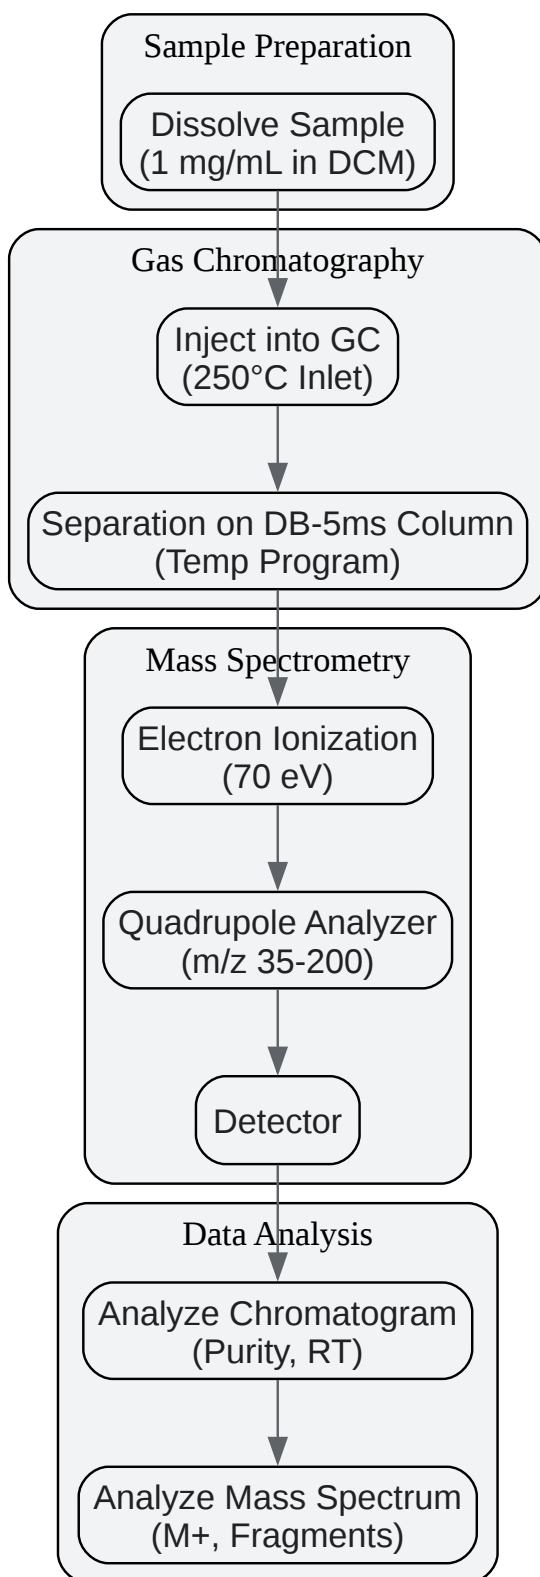 Sample Preparation
Dissolve Sample
(1 mg/mL in DCM)
Gas Chromatography
Inject into GC
(250°C Inlet)
Separation on DB-5ms Column
(Temp Program)
Mass Spectrometry
Electron Ionization
(70 eV)
Quadrupole Analyzer
(m/z 35-200)
Detector
Data Analysis
Analyze Chromatogram
(Purity, RT)
Analyze Mass Spectrum
(M+, Fragments)